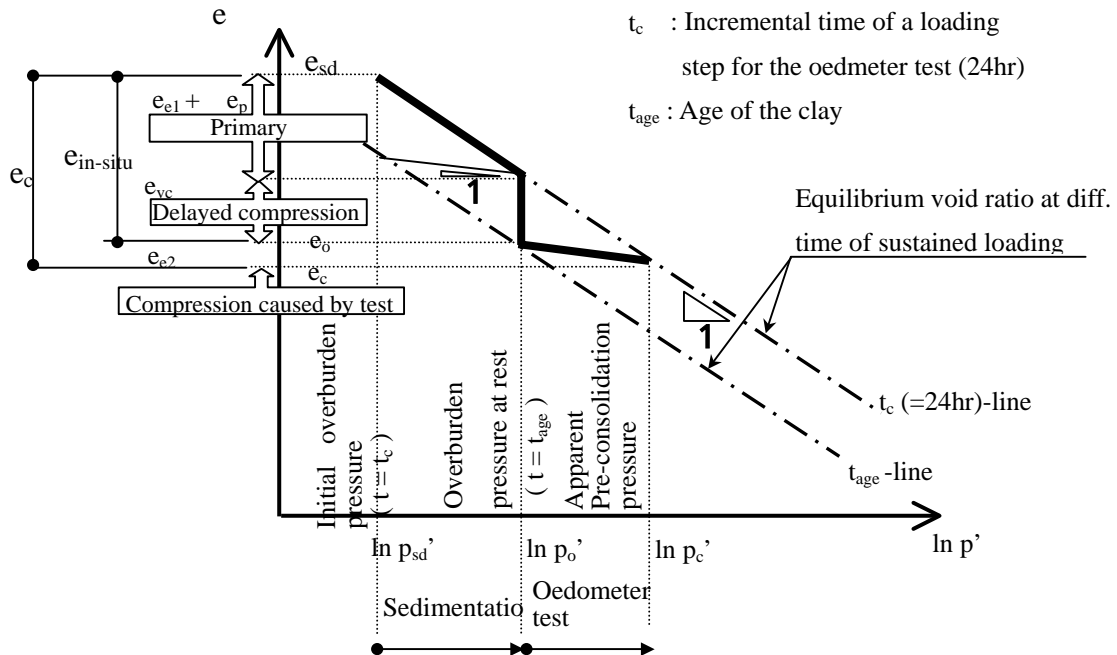 e
t_c : Incremental time of a loading
step for the oedmeter test (24hr)
t_age : Age of the clay
e_sd
e_e1 + e_p
Primary
e_in-situ
e_c
e_vc
Delayed compression
e_o
e_e2
e_c
Compression caused by test
1
1
Equilibrium void ratio at diff.
time of sustained loading
t_c (=24hr)-line
t_age -line
Initial overburden
pressure
( t = t_c )
Overburden
pressure at rest
( t = t_age )
Apparent
Pre-consolidation
pressure
ln p_sd’
ln p_o’
ln p_c’
ln p’
Sedimentatio
Oedometer
test